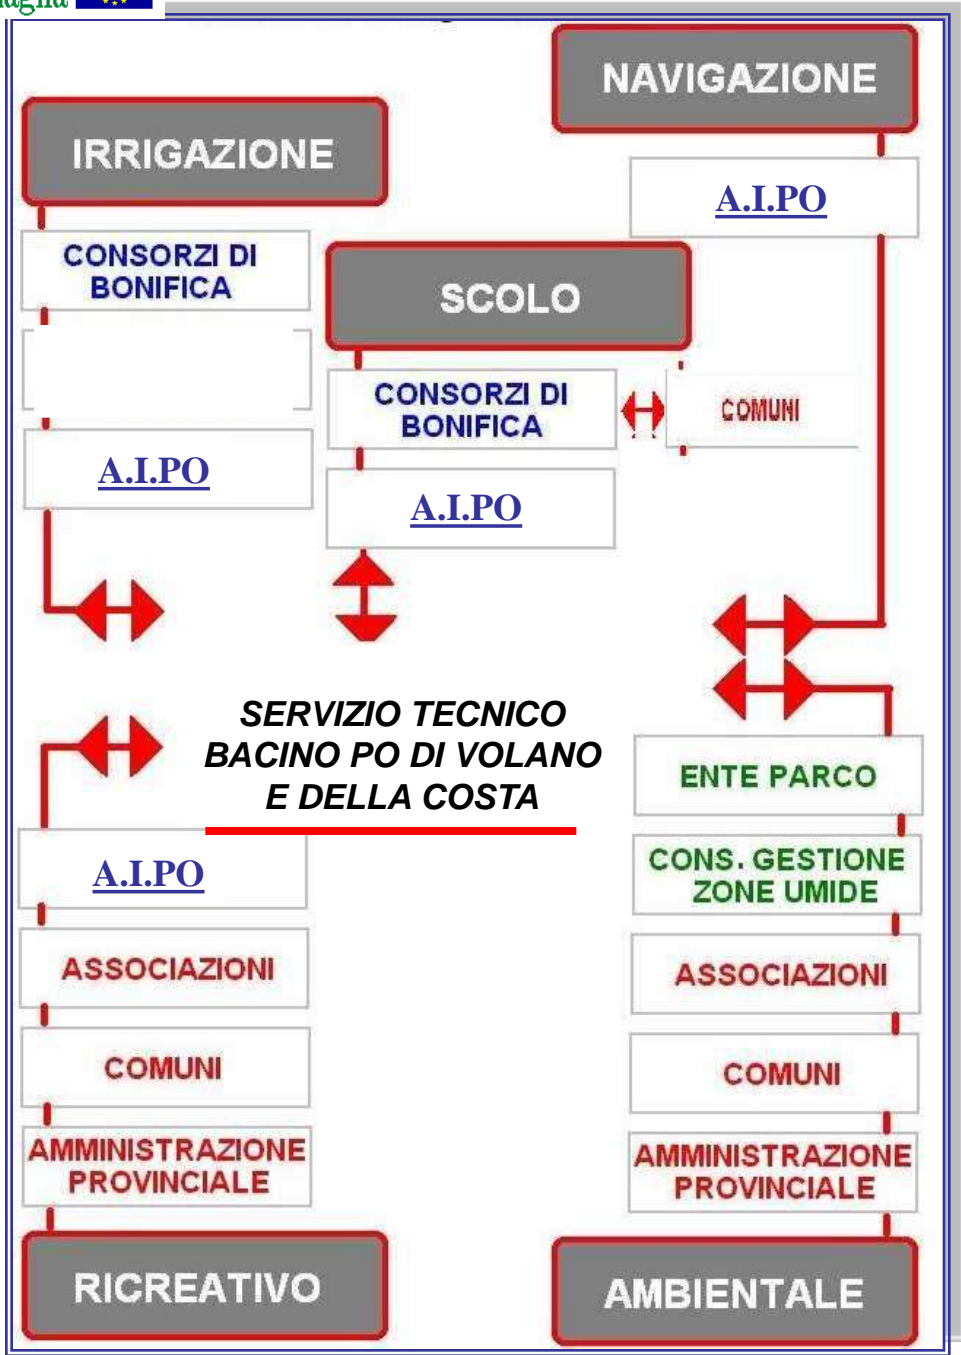 NAVIGAZIONE
A.I.PO
IRRIGAZIONE
CONSORZI DI
BONIFICA
A.I.PO
SCOLO
CONSORZI DI
BONIFICA
COMUNI
A.I.PO
SERVIZIO TECNICO
BACINO PO DI VOLANO
E DELLA COSTA
A.I.PO
ASSOCIAZIONI
COMUNI
AMMINISTRAZIONE
PROVINCIALE
RICREATIVO
ENTE PARCO
CONS. GESTIONE
ZONE UMIDE
ASSOCIAZIONI
COMUNI
AMMINISTRAZIONE
PROVINCIALE
AMBIENTALE